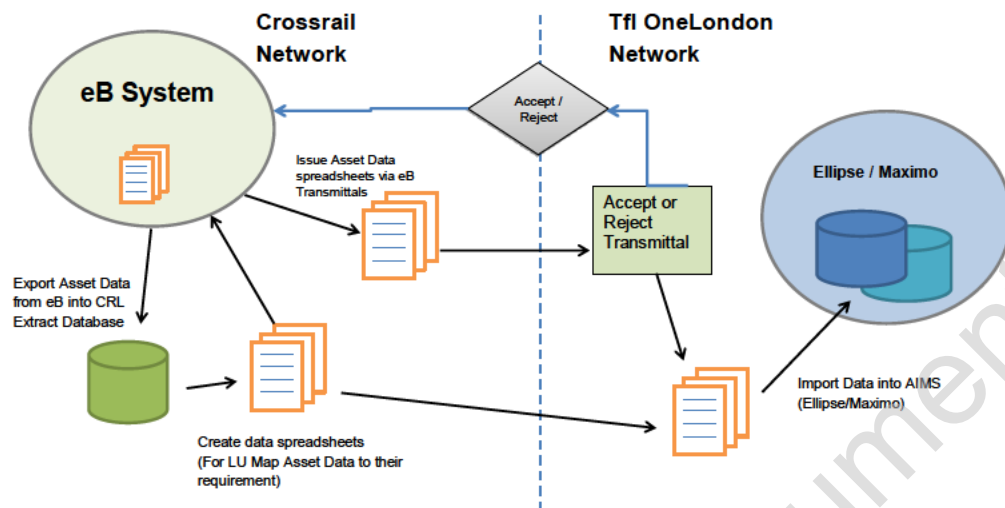 Crossrail
Network
Tfl OneLondon
Network
eB System
Accept /
Reject
Issue Asset Data
spreadsheets via eB
Transmittals
Ellipse / Maximo
Accept or
Reject
Transmittal
Export Asset Data
from eB into CRL
Extract Database
Import Data into AIMS
(Ellipse/Maximo)
Create data spreadsheets
(For LU Map Asset Data to their
requirement)